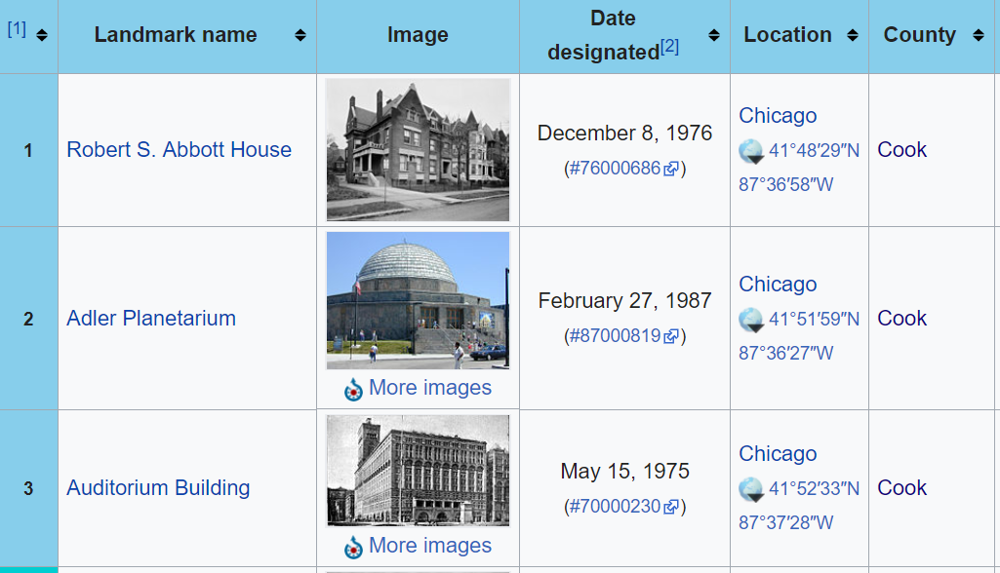 [1]
Landmark name
Image
Date
designated[2]
Location
County
1
Robert S. Abbott House
December 8, 1976
(#76000686)
Chicago
41°48′29″N
87°36′58″W
Cook
2
Adler Planetarium
More images
February 27, 1987
(#87000819)
Chicago
41°51′59″N
87°36′27″W
Cook
3
Auditorium Building
More images
May 15, 1975
(#70000230)
Chicago
41°52′33″N
87°37′28″W
Cook